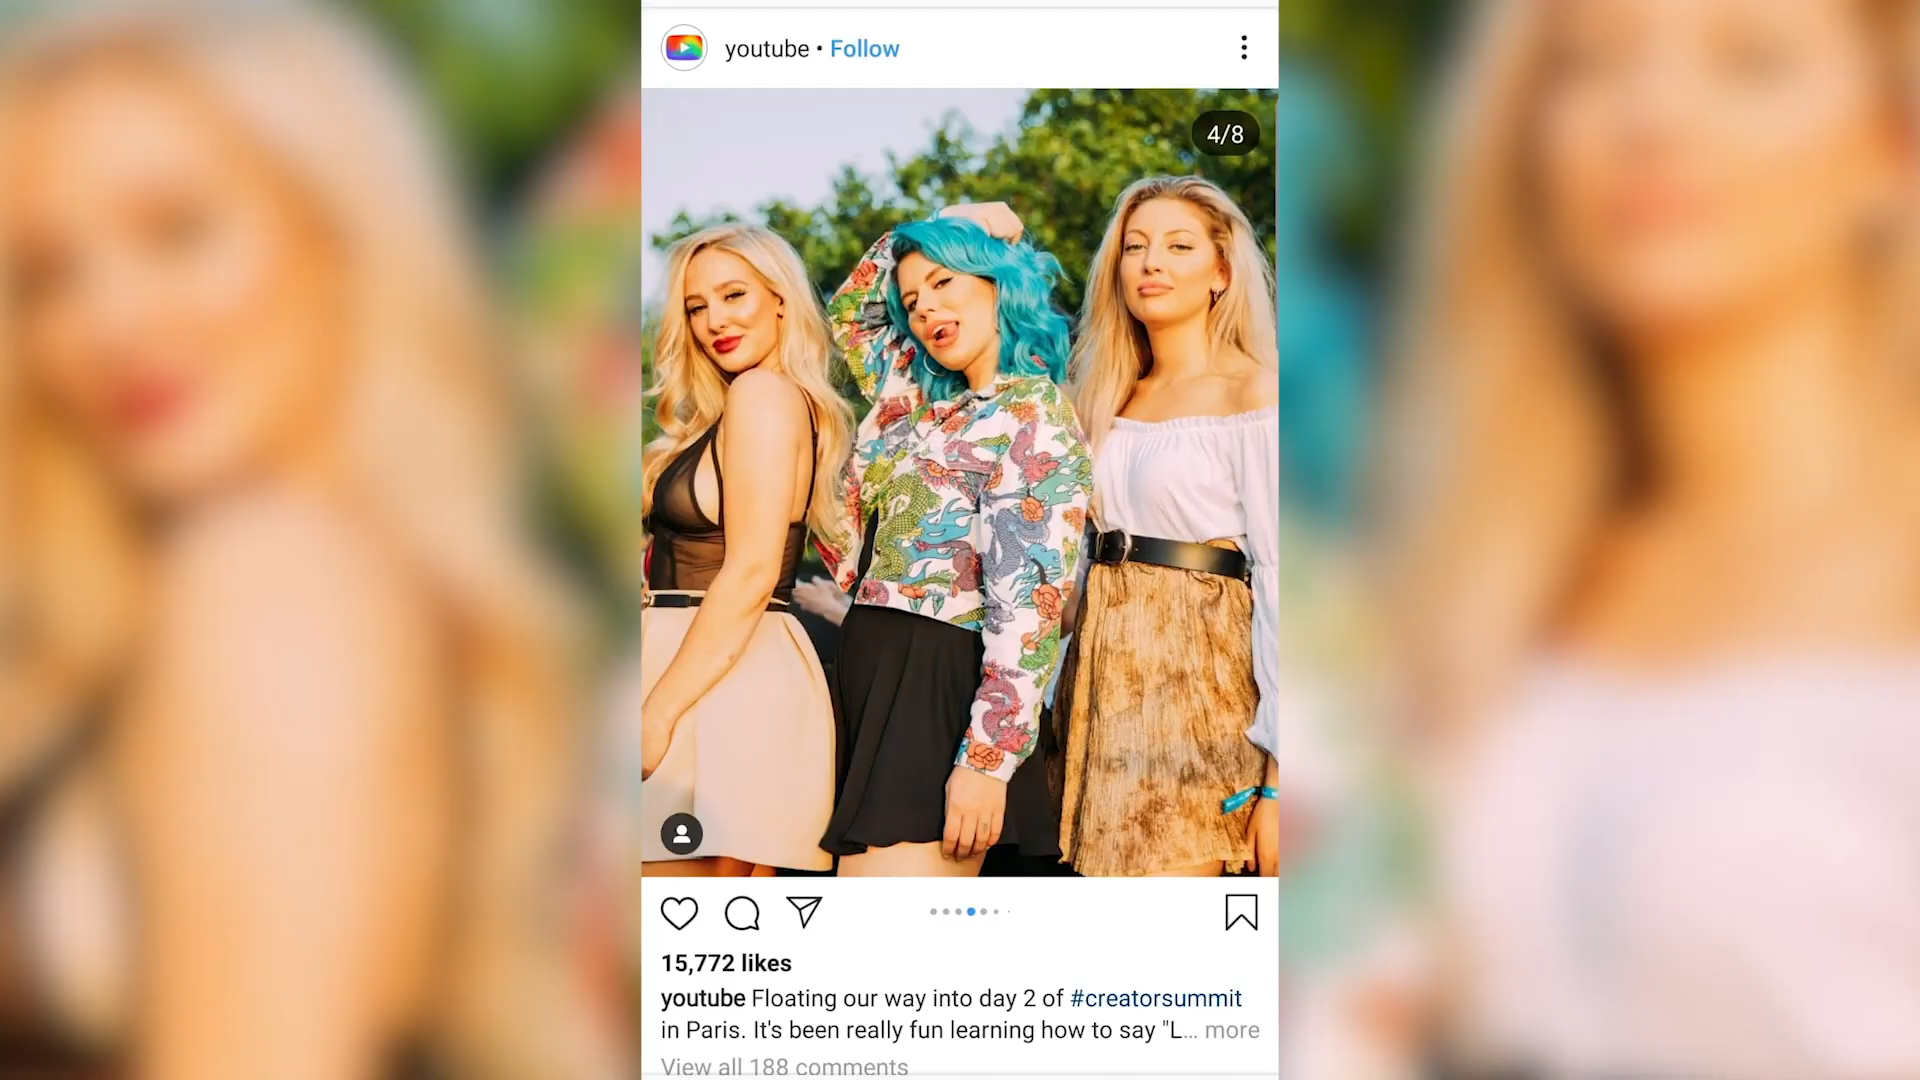 youtube • Follow
4/8
15,772 likes
youtube Floating our way into day 2 of #creatorsummit
in Paris. It's been really fun learning how to say "L... more
View all 188 comments